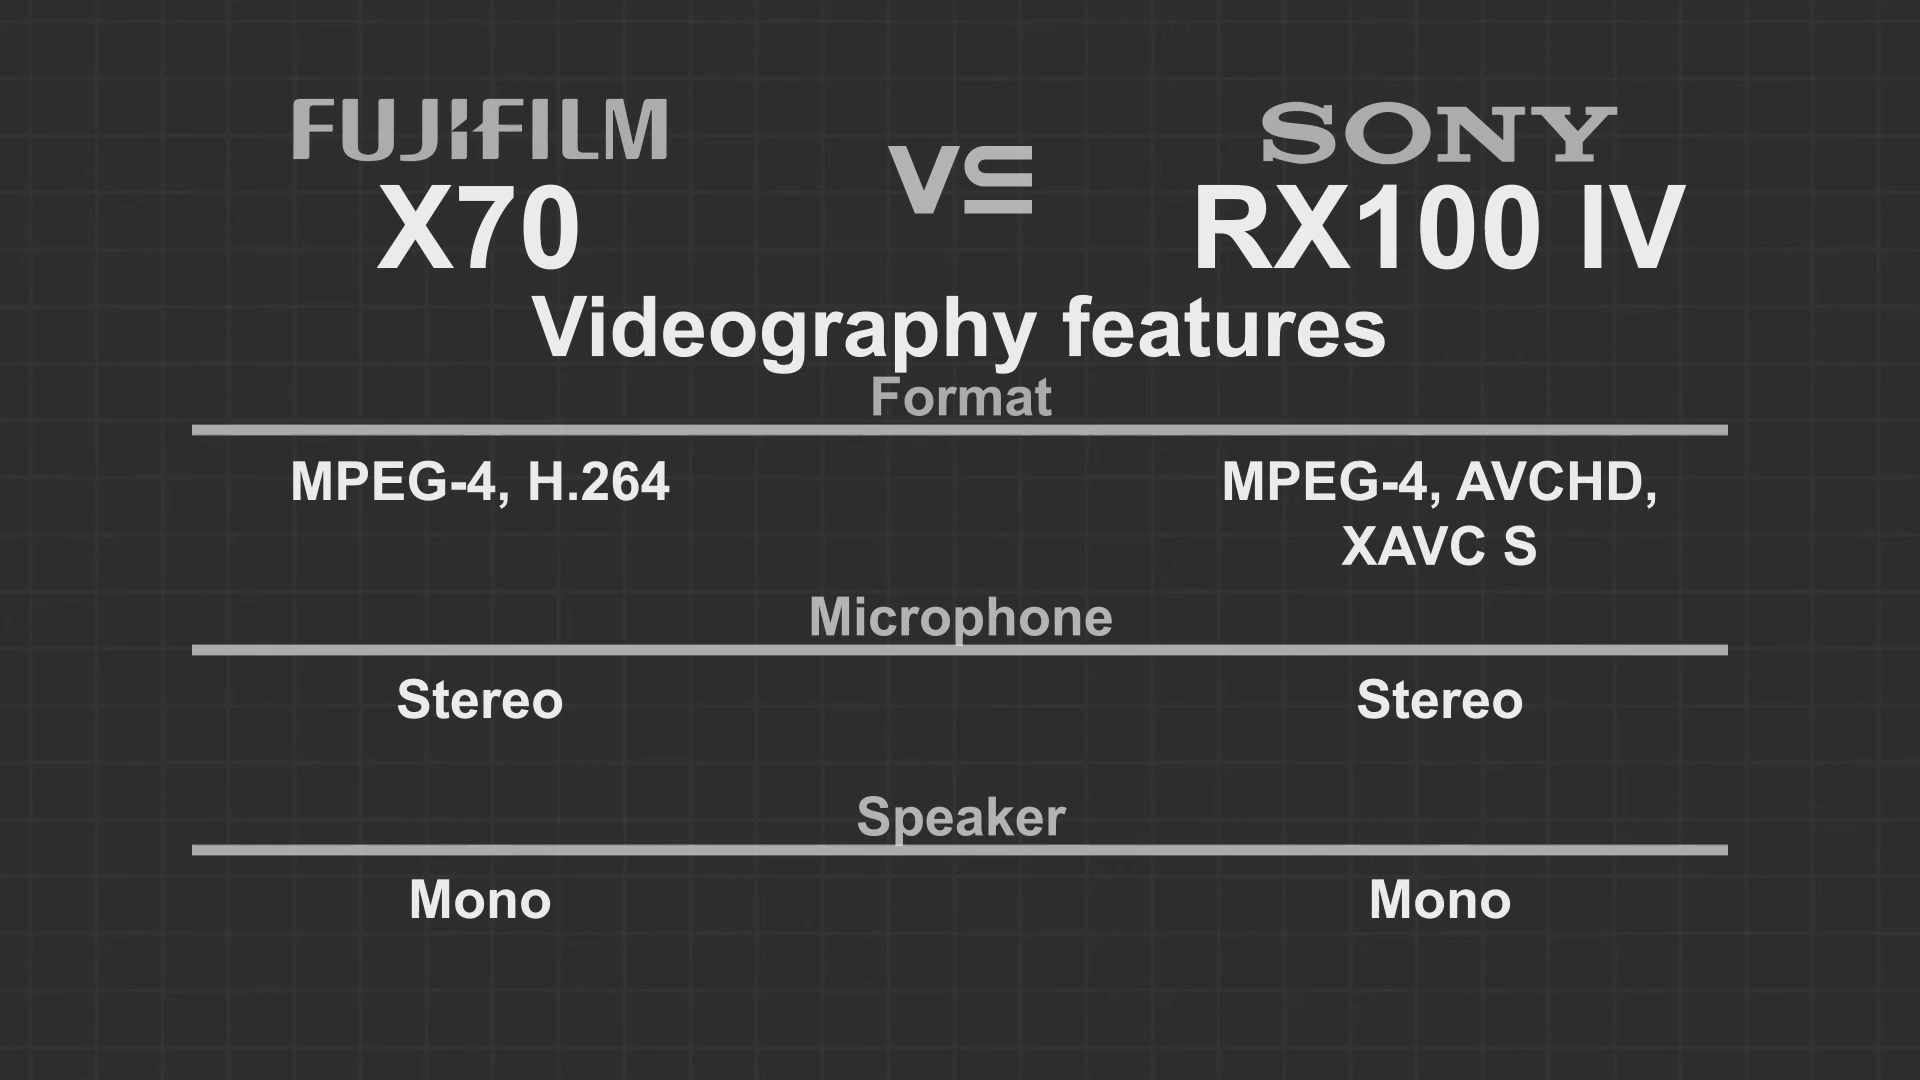 FUJIFILM
X70
VS
SONY
RX100 IV
Videography features
Format
MPEG-4, H.264
MPEG-4, AVCHD,
XAVC S
Microphone
Stereo
Stereo
Speaker
Mono
Mono